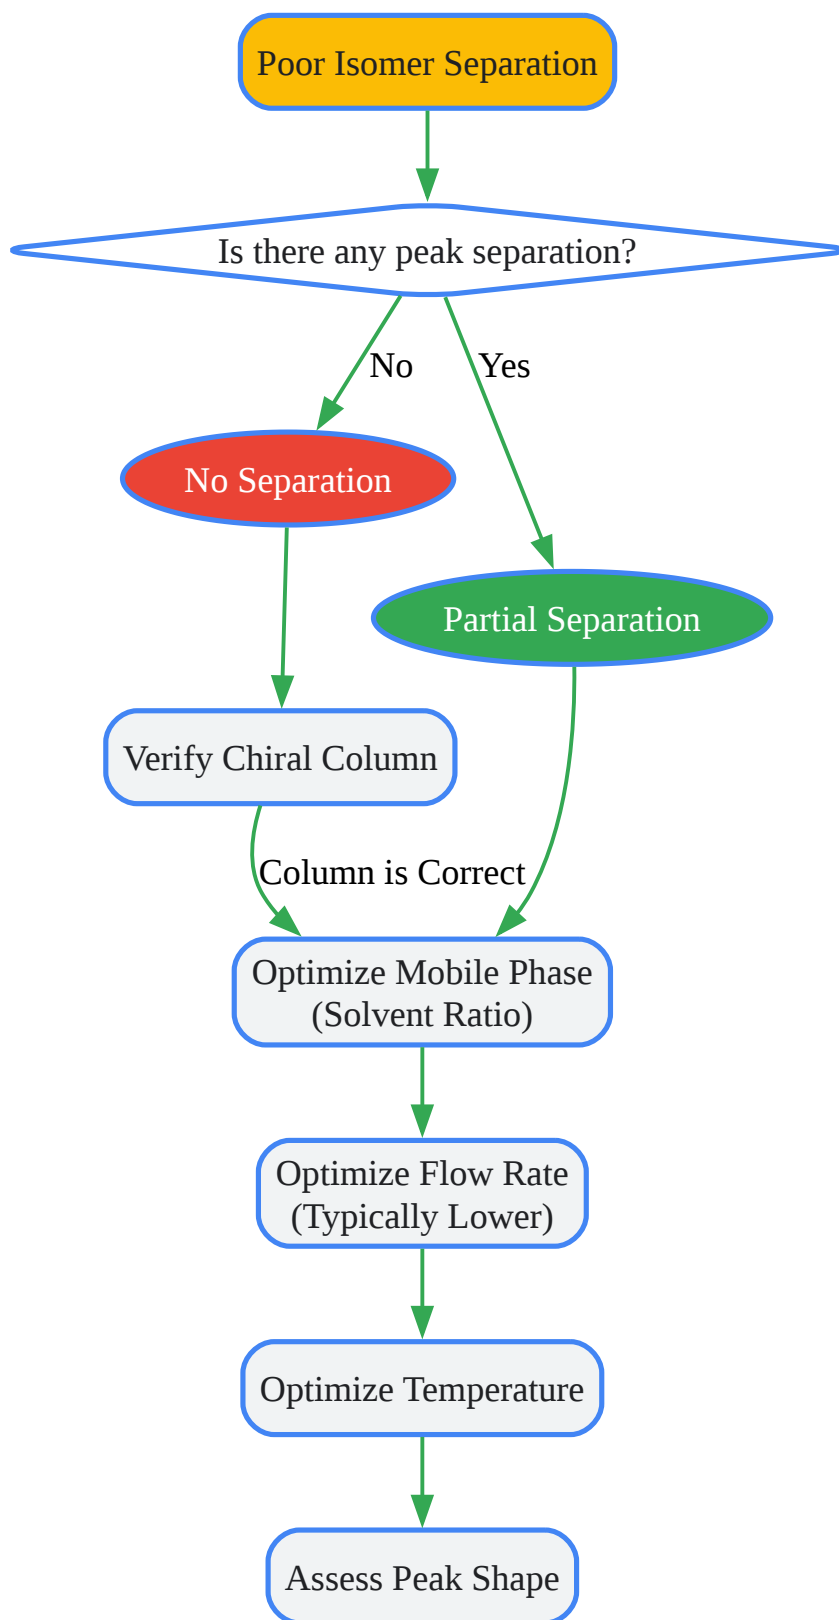 Poor Isomer Separation
Is there any peak separation?
No
Yes
No Separation
Partial Separation
Verify Chiral Column
Column is Correct
Optimize Mobile Phase
(Solvent Ratio)
Optimize Flow Rate
(Typically Lower)
Optimize Temperature
Assess Peak Shape